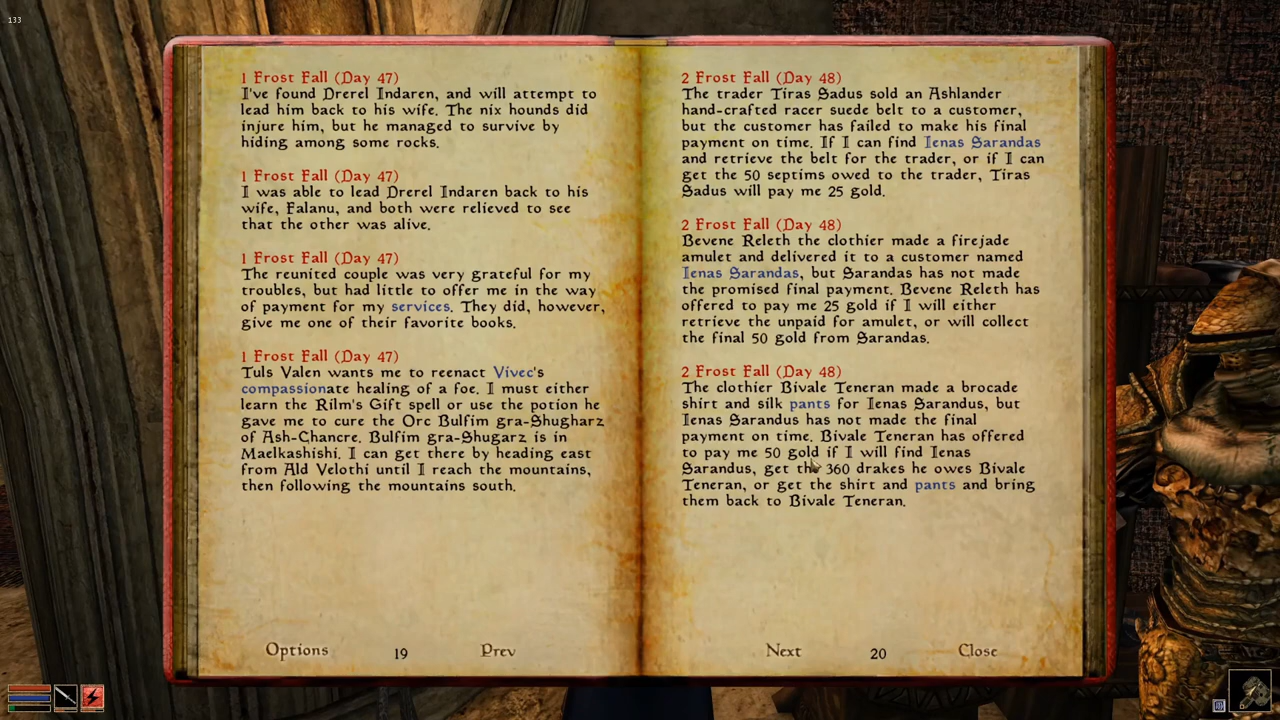 133
1 Frost Fall (Day 47)
I've found Drerel Indaren, and will attempt to
lead him back to his wife. The nix hounds did
injure him, but he managed to survive by
hiding among some rocks.
1 Frost Fall (Day 47)
I was able to lead Drerel Indaren back to his
wife, Falanu, and both were relieved to see
that the other was alive.
1 Frost Fall (Day 47)
The reunited couple was very grateful for my
troubles, but had little to offer me in the way
of payment for my services. They did, however,
give me one of their favorite books.
1 Frost Fall (Day 47)
Tuls Valen wants me to reenact Vivec's
compassionate healing of a foe. I must either
learn the Rilm's Gift spell or use the potion he
gave me to cure the Orc Bulfim gra-Shugharz
of Ash-Chancre. Bulfim gra-Shugarz is in
Maelkashishi. I can get there by heading east
from Ald Velothi until I reach the mountains,
then following the mountains south.
Options
19
Prev
2 Frost Fall (Day 48)
The trader Tiras Sadus sold an Ashlander
hand-crafted racer suede belt to a customer,
but the customer has failed to make his final
payment on time. If I can find Ienas Sarandas
and retrieve the belt for the trader, or if I can
get the 50 septims owed to the trader, Tiras
Sadus will pay me 25 gold.
2 Frost Fall (Day 48)
Bevene Releth the clothier made a firejade
amulet and delivered it to a customer named
Ienas Sarandas, but Sarandas has not made
the promised final payment. Bevene Releth has
offered to pay me 25 gold if I will either
retrieve the unpaid for amulet, or will collect
the final 50 gold from Sarandas.
2 Frost Fall (Day 48)
The clothier Bivale Teneran made a brocade
shirt and silk pants for Ienas Sarandus, but
Ienas Sarandus has not made the final
payment on time. Bivale Teneran has offered
to pay me 50 gold if I will find Ienas
Sarandus, get the 360 drakes he owes Bivale
Teneran, or get the shirt and pants and bring
them back to Bivale Teneran.
Next
20
Close